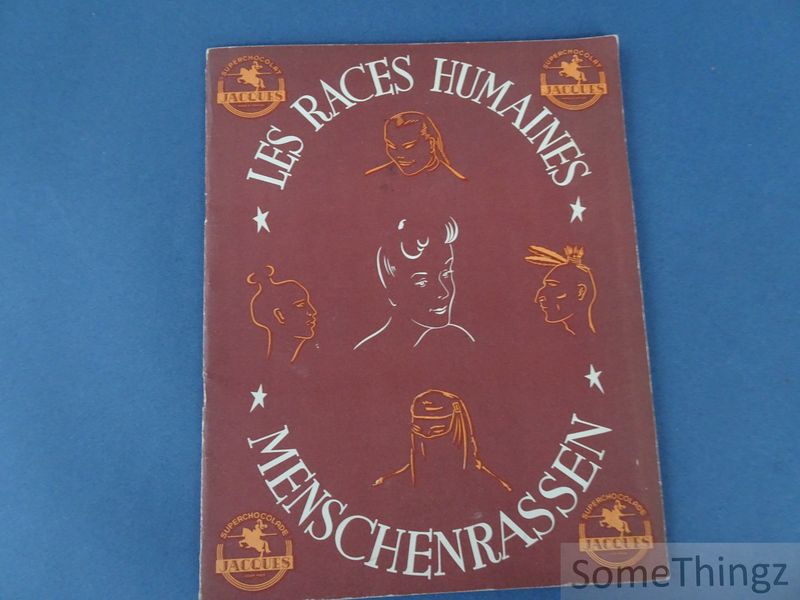 SUPERCHOCOLAT
JACQUES
SUPERCHOCOLAT
JACQUES
LES RACES HUMAINES
MENSCHENRASSEN
SUPERCHOCOLADE
JACQUES
SUPERCHOCOLADE
JACQUES
SomeThingz